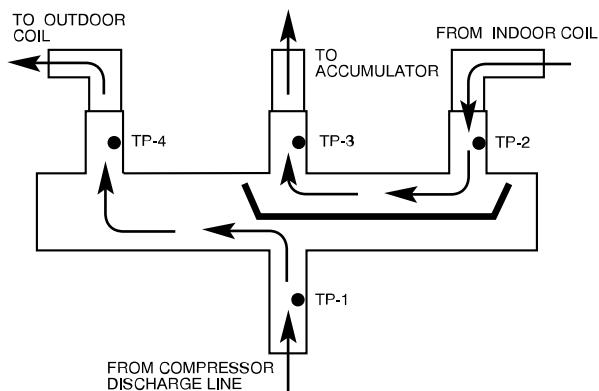 TO OUTDOOR
COIL
TO
ACCUMULATOR
FROM INDOOR COIL
TP-4
TP-3
TP-2
TP-1
FROM COMPRESSOR
DISCHARGE LINE